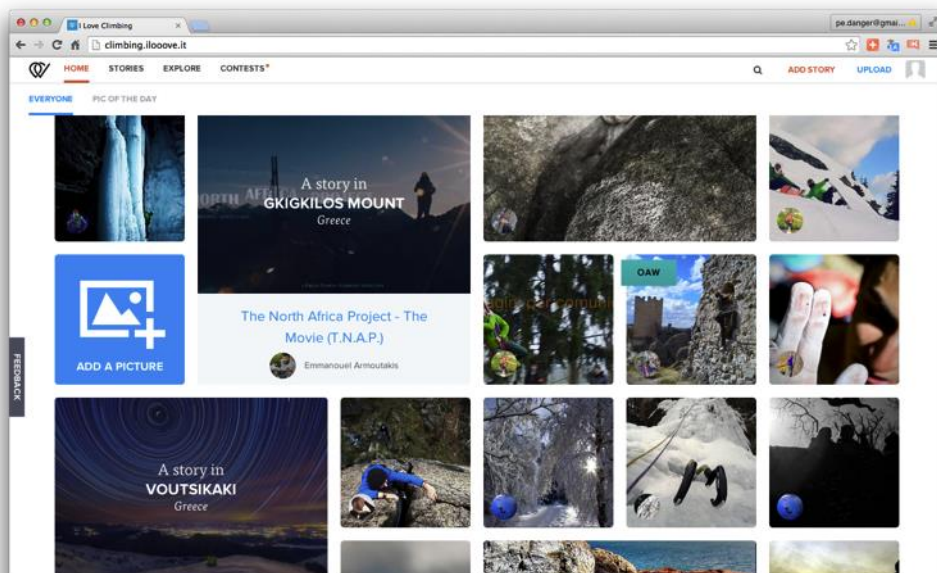 I Love Climbing
pe.danger@gmai...
climbing.ilooove.it
HOME STORIES EXPLORE CONTESTS
ADD STORY UPLOAD
EVERYONE PIC OF THE DAY
A story in
GKIGKILOS MOUNT
Greece
OAW
ADD A PICTURE
The North Africa Project - The
Movie (T.N.A.P.)
Emmanouel Armoutakis
FEEDBACK
A story in
VOUTSIKAKI
Greece